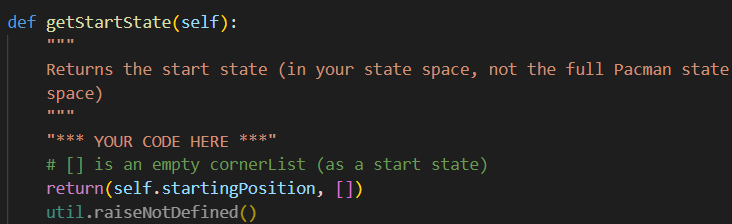 def getStartState(self):
"""
Returns the start state (in your state space, not the full Pacman state
space)
"""
"*** YOUR CODE HERE ***"
# [] is an empty cornerList (as a start state)
return(self.startingPosition, [])
util.raiseNotDefined()